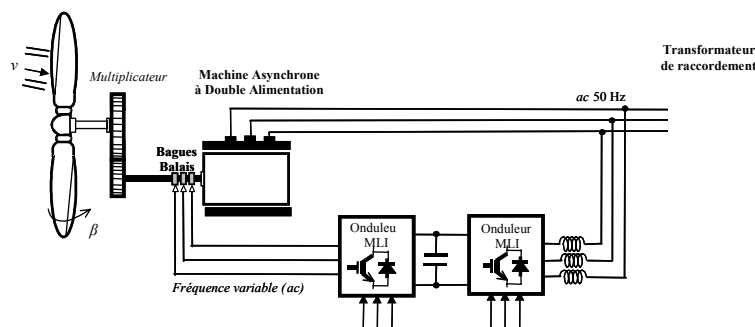 Transformateur
de raccordement
v
Multiplicateur
Machine Asynchrone
à Double Alimentation
ac 50 Hz
Bagues
Balais
β
Onduleu
MLI
Onduleur
MLI
Fréquence variable (ac)